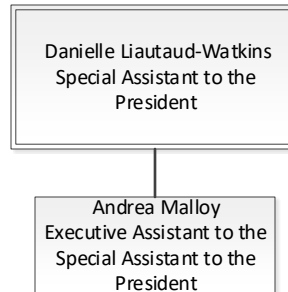 Danielle Liautaud-Watkins
Special Assistant to the
President
Andrea Malloy
Executive Assistant to the
Special Assistant to the
President